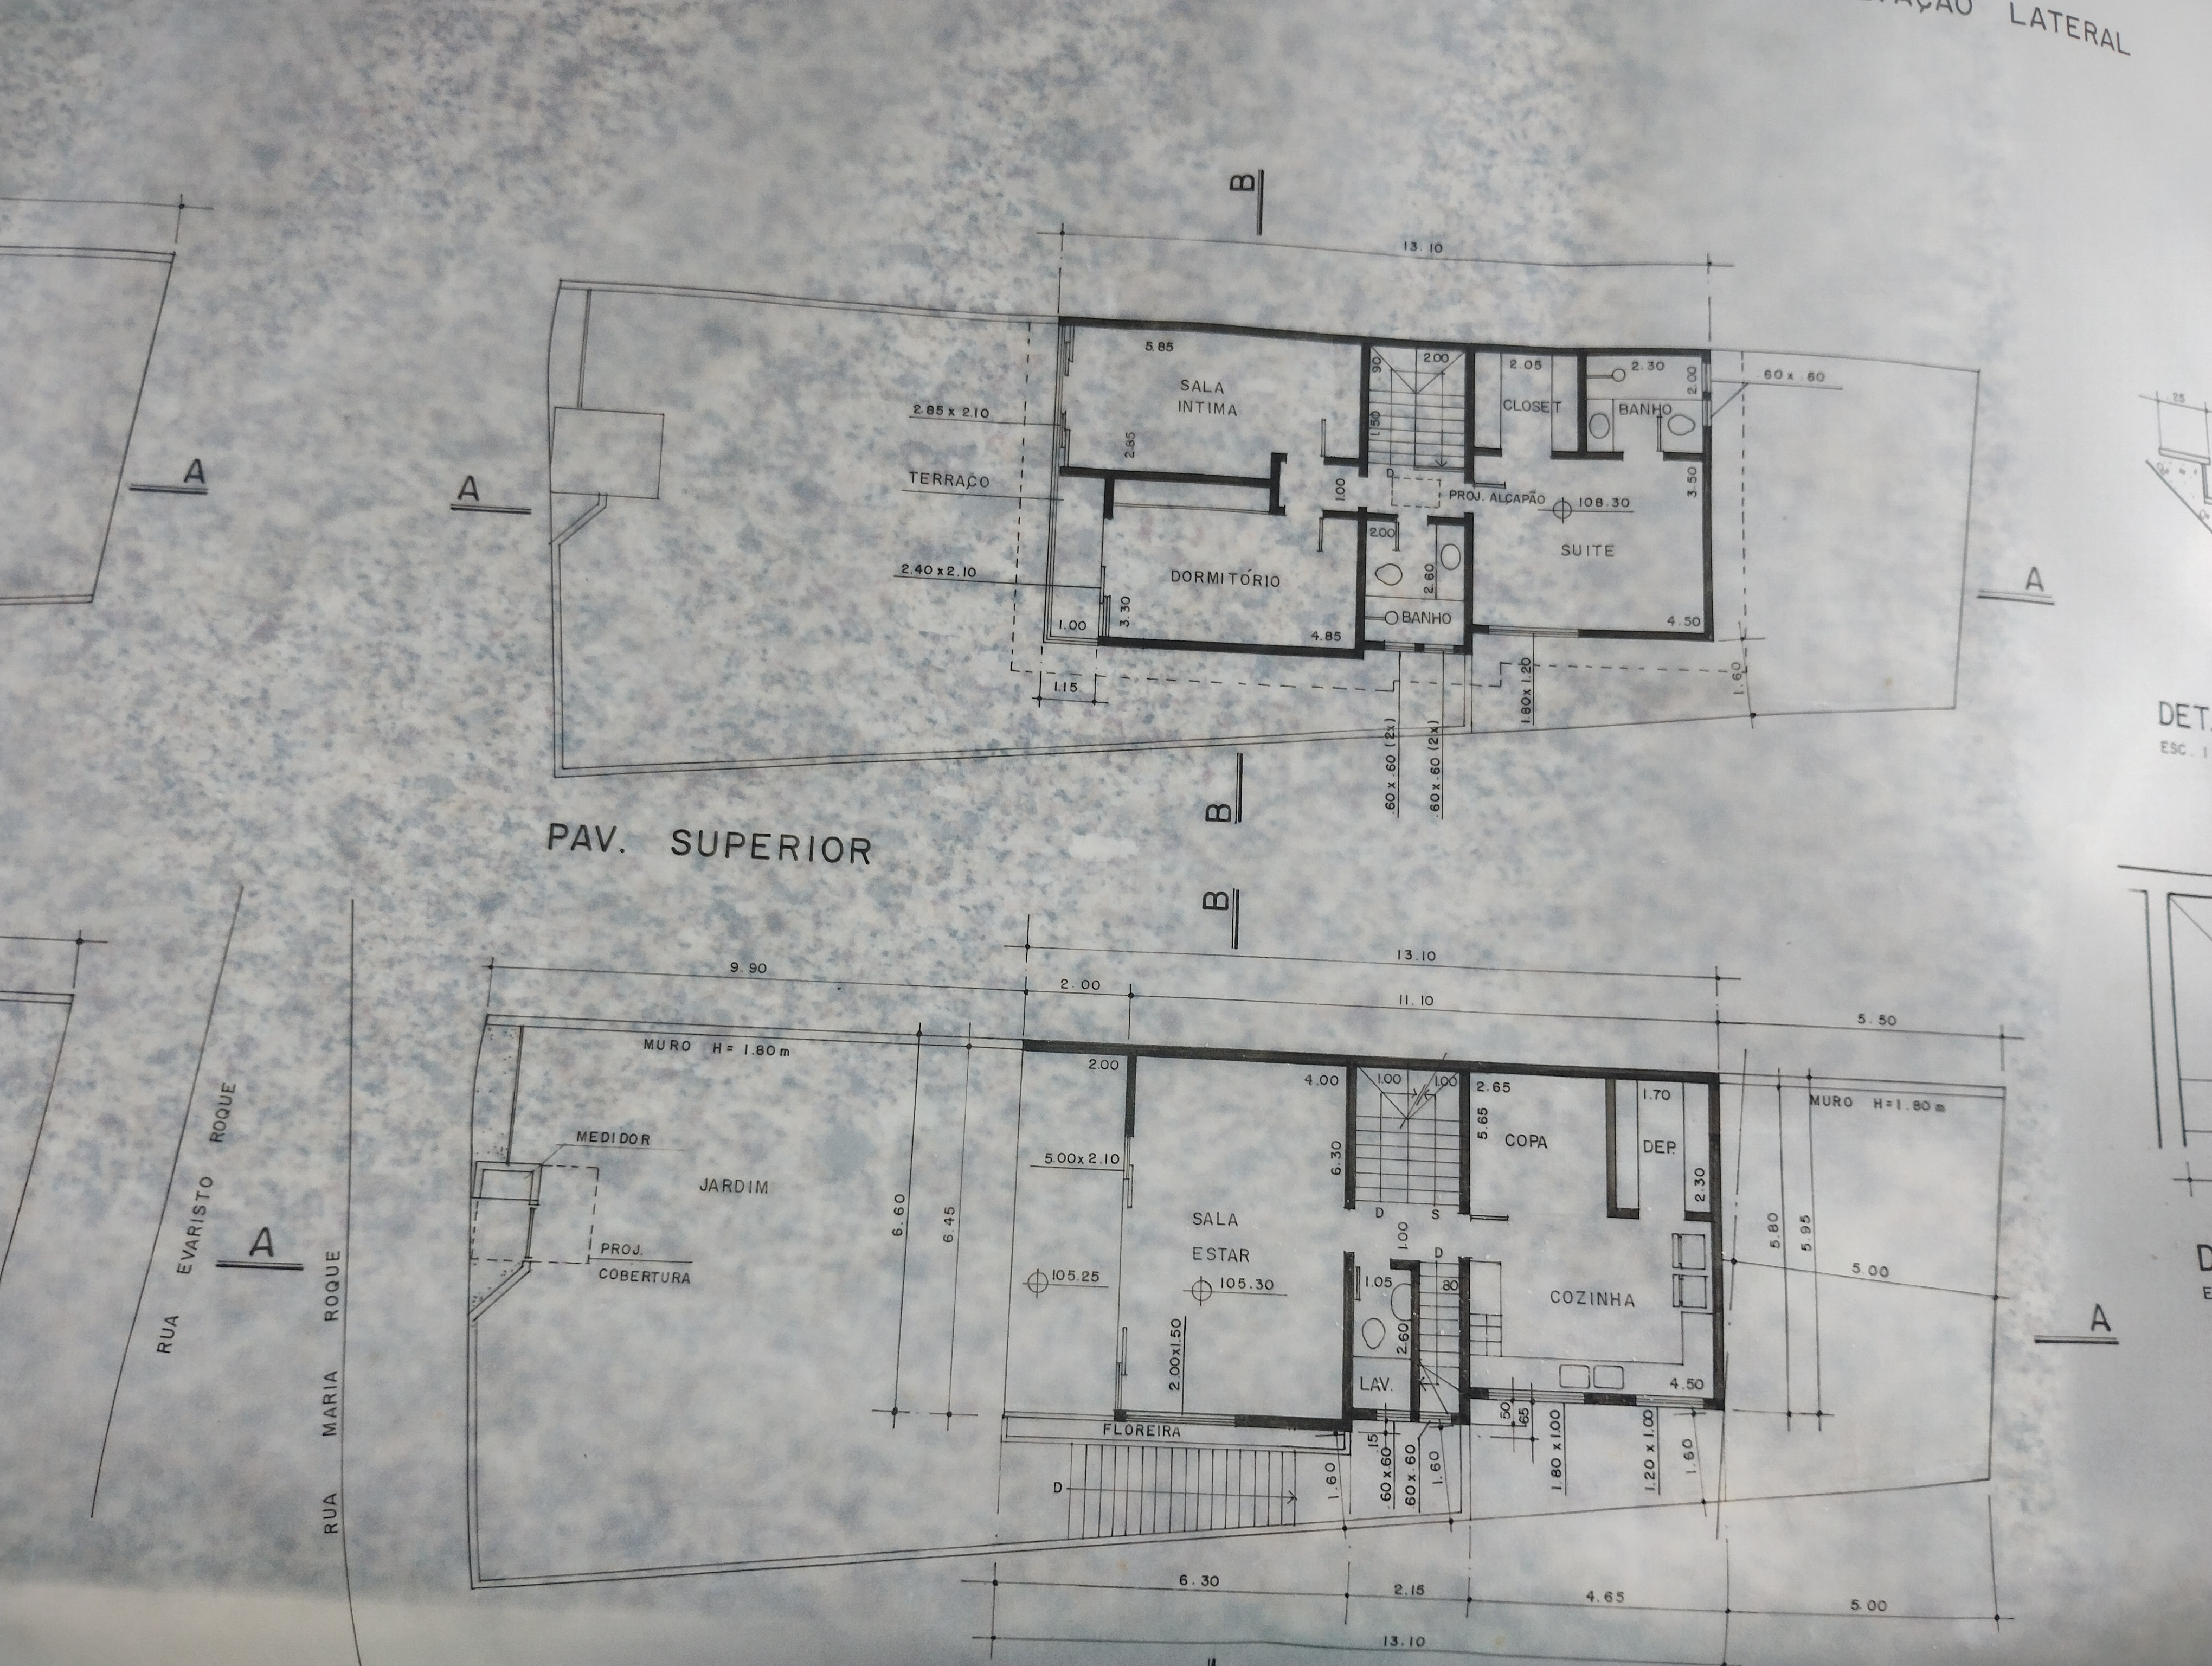 LATERAL
B
13.10
5.85
SALA
INTIMA
2.85
2.85 x 2.10
TERRAÇO
2.40 x 2.10
1.00
3.30
DORMITÓRIO
4.85
1.15
.90
2.00
1.50
D
1.00
PROJ. ALÇAPÃO
2.05
CLOSET
2.30
2.00
BANHO
.60 x .60
3.50
108.30
SUITE
4.50
2.00
2.60
BANHO
1.80 x 1.20
1.60
.60 x .60 (2x)
.60 x .60 (2x)
A
A
A
B
PAV. SUPERIOR
.25
DET.
ESC. 1
B
13.10
9.90
2.00
11.10
5.50
MURO H= 1.80 m
2.00
4.00
1.00
1.00
2.65
5.65
COPA
1.70
DEP.
2.30
MURO H=1.80 m
MEDIDOR
JARDIM
5.00 x 2.10
6.60
6.45
6.30
SALA
ESTAR
D
S
1.00
D
5.80
5.95
PROJ.
COBERTURA
105.25
105.30
1.05
.80
2.60
COZINHA
5.00
2.00x1.50
LAV.
4.50
FLOREIRA
D
1.60
.15
.60 x 60
60 x .60
1.60
.50
.65
1.80 x 1.00
1.20 x 1.00
1.60
RUA EVARISTO ROQUE
RUA MARIA ROQUE
A
A
6.30
2.15
4.65
5.00
13.10